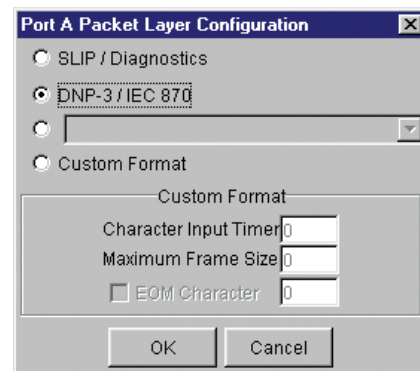 Port A Packet Layer Configuration
SLIP / Diagnostics
DNP-3 / IEC 870
Custom Format
Custom Format
Character Input Timer 0
Maximum Frame Size 0
EOM Character 0
OK Cancel